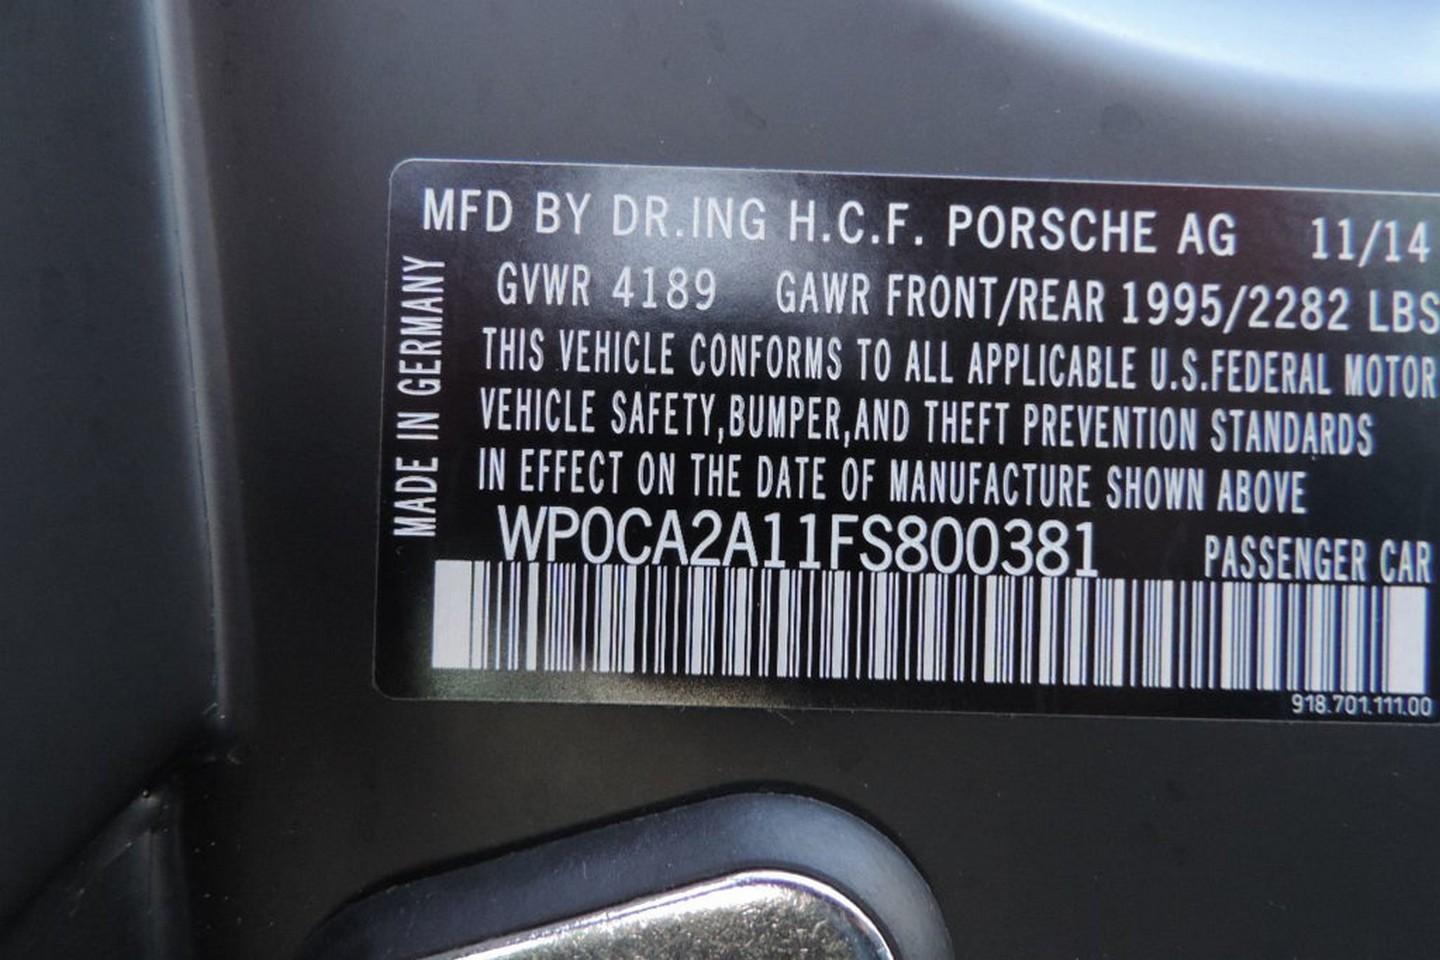 MFD BY DR.ING H.C.F. PORSCHE AG 11/14
GVWR 4189 GAWR FRONT/REAR 1995/2282 LBS
THIS VEHICLE CONFORMS TO ALL APPLICABLE U.S.FEDERAL MOTOR
VEHICLE SAFETY,BUMPER,AND THEFT PREVENTION STANDARDS
IN EFFECT ON THE DATE OF MANUFACTURE SHOWN ABOVE
WP0CA2A11FS800381 PASSENGER CAR
MADE IN GERMANY
918.701.111.00